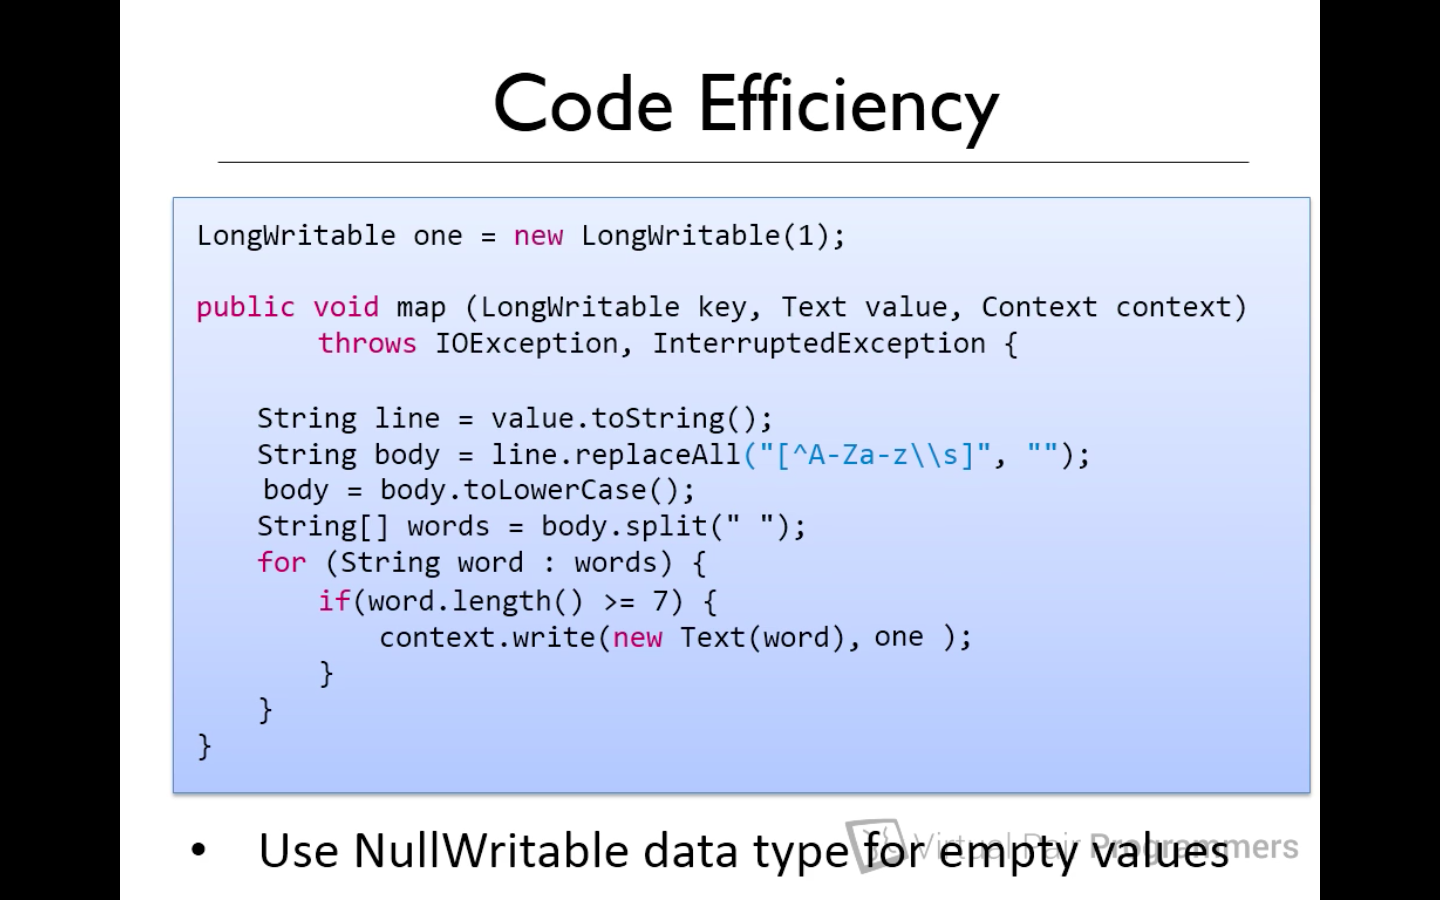 Code Efficiency
LongWritable one = new LongWritable(1);
public void map (LongWritable key, Text value, Context context)
throws IOException, InterruptedException {
String line = value.toString();
String body = line.replaceAll("[^A-Za-z\\s]", "");
body = body.toLowerCase();
String[] words = body.split(" ");
for (String word : words) {
if(word.length() >= 7) {
context.write(new Text(word), one );
}
}
}
• Use NullWritable data type for empty values
Virtual Pair Programmers